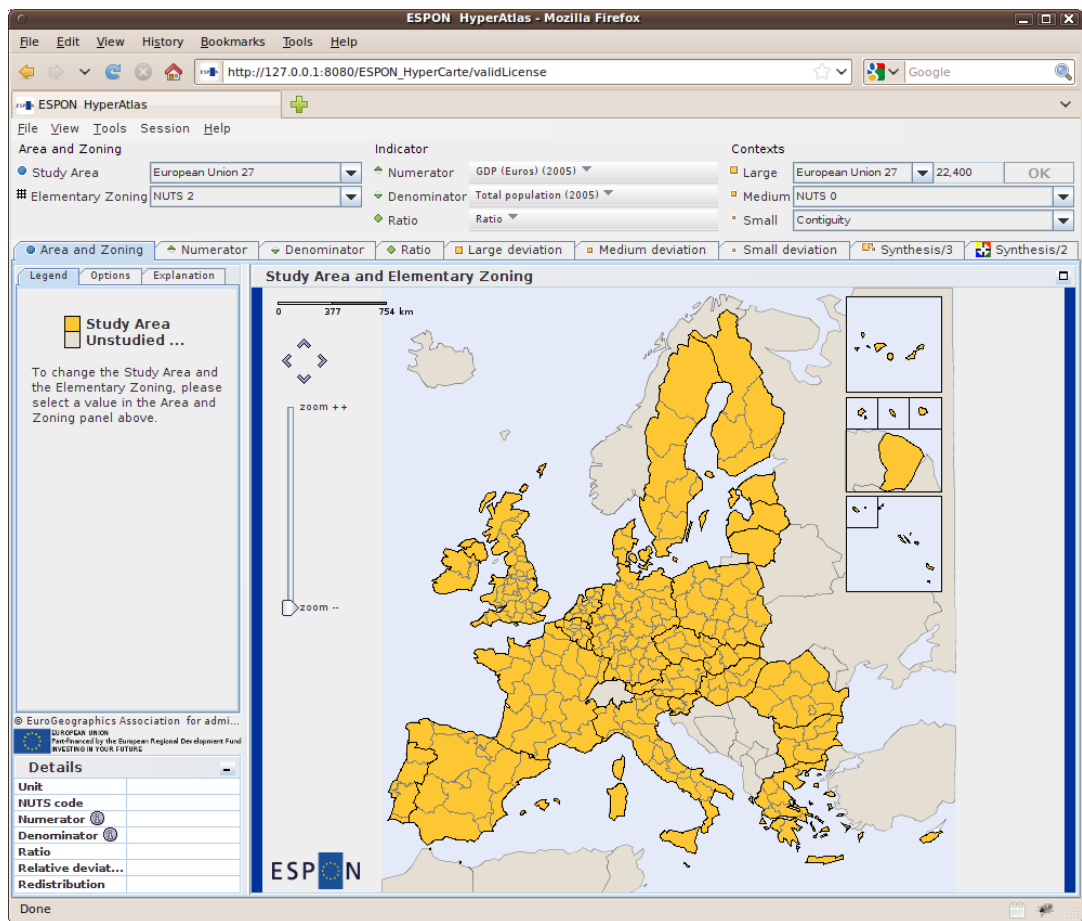 ESPON HyperAtlas - Mozilla Firefox
File Edit View History Bookmarks Tools Help
http://127.0.0.1:8080/ESPON_HyperCarte/validLicense
Google
ESPON HyperAtlas
File View Tools Session Help
Area and Zoning Indicator Contexts
Study Area European Union 27 Numerator GDP (Euros) (2005) Large European Union 27 22,400 OK
Elementary Zoning NUTS 2 Denominator Total population (2005) Medium NUTS 0
Ratio Ratio Small Contiguity
Area and Zoning Numerator Denominator Ratio Large deviation Medium deviation Small deviation Synthesis/3 Synthesis/2
Legend Options Explanation
Study Area and Elementary Zoning
0 377 754 km
Study Area
Unstudied ...
To change the Study Area and
the Elementary Zoning, please
select a value in the Area and
Zoning panel above.
zoom ++
zoom --
© EuroGeographics Association for admi...
EUROPEAN UNION
Part-financed by the European Regional Development Fund
INVESTING IN YOUR FUTURE
Details
Unit
NUTS code
Numerator
Denominator
Ratio
Relative deviat...
Redistribution
ESPON
Done